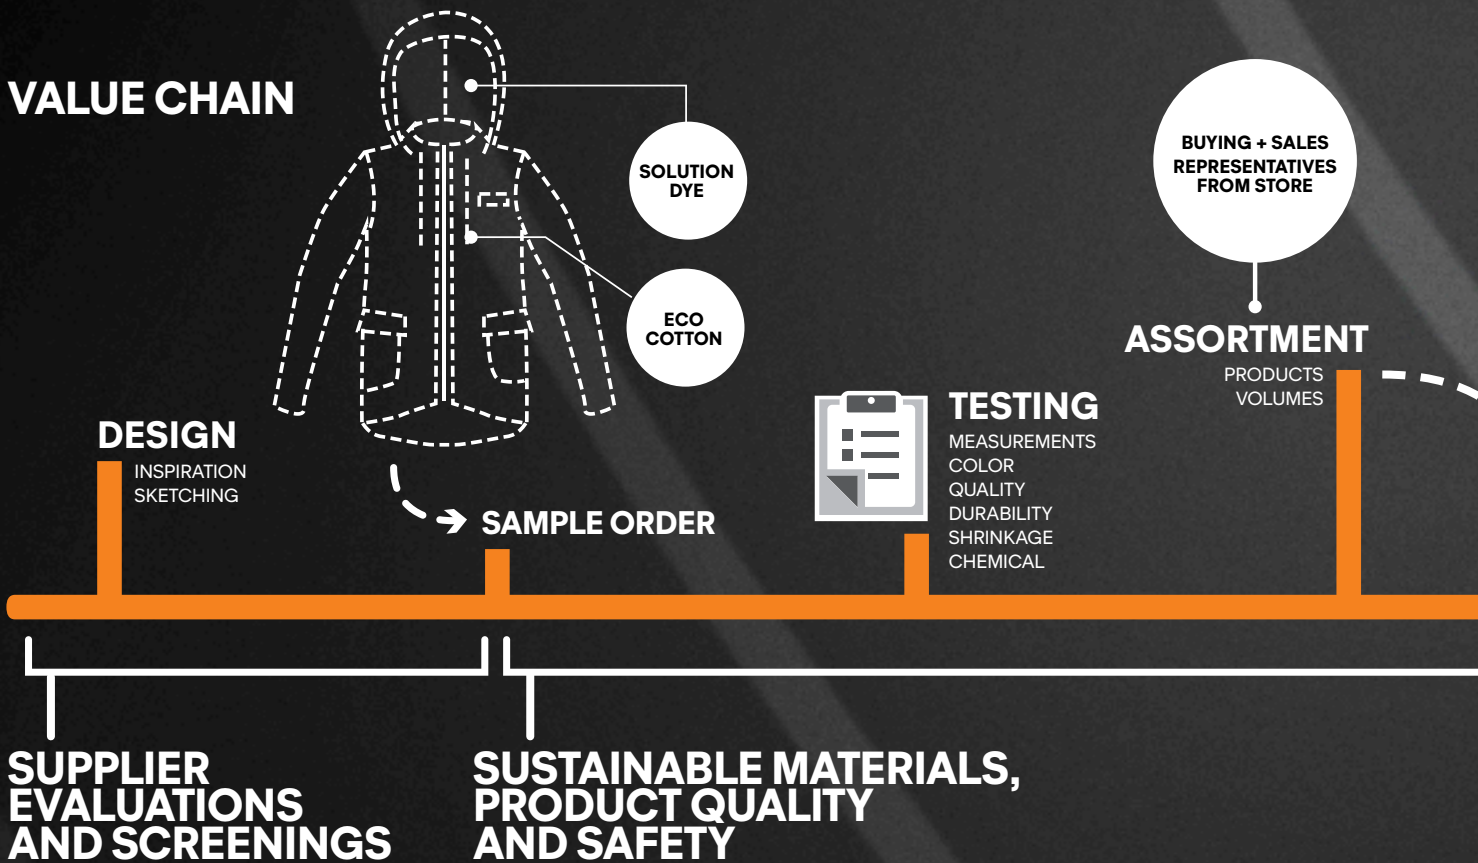 VALUE CHAIN
SOLUTION
DYE
ECO
COTTON
BUYING + SALES
REPRESENTATIVES
FROM STORE
DESIGN
INSPIRATION
SKETCHING
SAMPLE ORDER
TESTING
MEASUREMENTS
COLOR
QUALITY
DURABILITY
SHRINKAGE
CHEMICAL
ASSORTMENT
PRODUCTS
VOLUMES
SUPPLIER
EVALUATIONS
AND SCREENINGS
SUSTAINABLE MATERIALS,
PRODUCT QUALITY
AND SAFETY